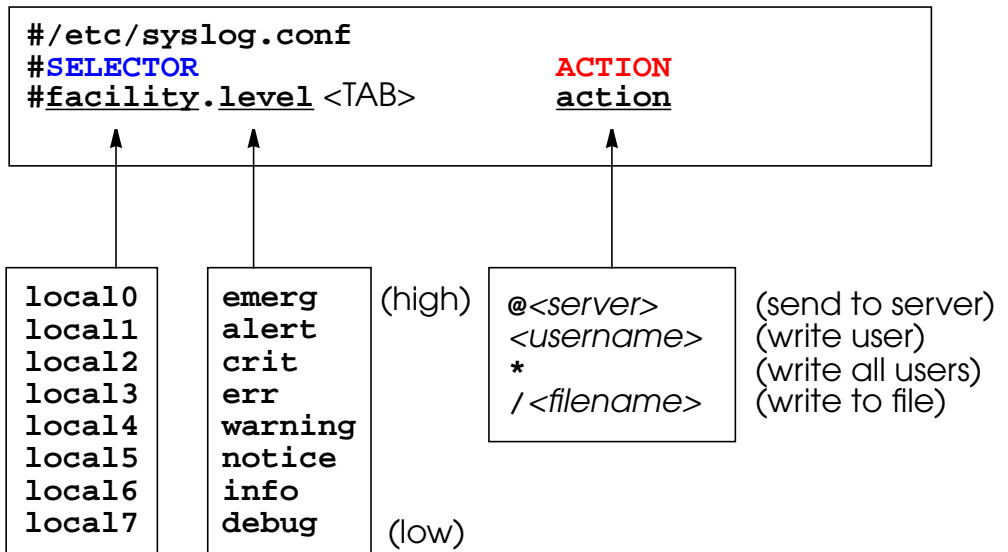 #/etc/syslog.conf
#SELECTOR ACTION
#facility.level <TAB> action
local0
local1
local2
local3
local4
local5
local6
local7
emerg (high)
alert
crit
err
warning
notice
info
debug (low)
@<server> (send to server)
<username> (write user)
* (write all users)
/<filename> (write to file)